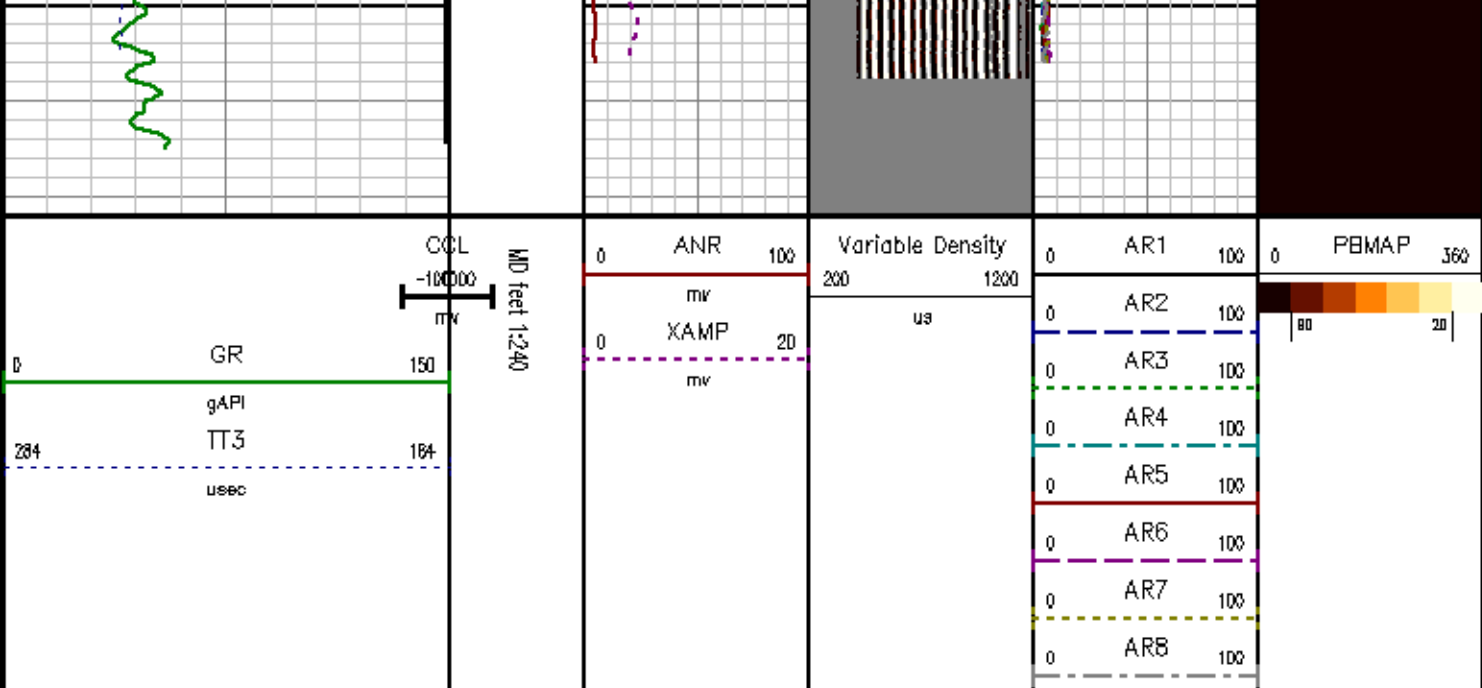 CCL
-100000
mv
0 GR 150
gAPI
284 TT3 184
usec
MD feet 1:240
0 ANR 100
mv
0 XAMP 20
mv
Variable Density
200 1200
us
0 AR1 100
0 AR2 100
0 AR3 100
0 AR4 100
0 AR5 100
0 AR6 100
0 AR7 100
0 AR8 100
0 PBMAP 360
20